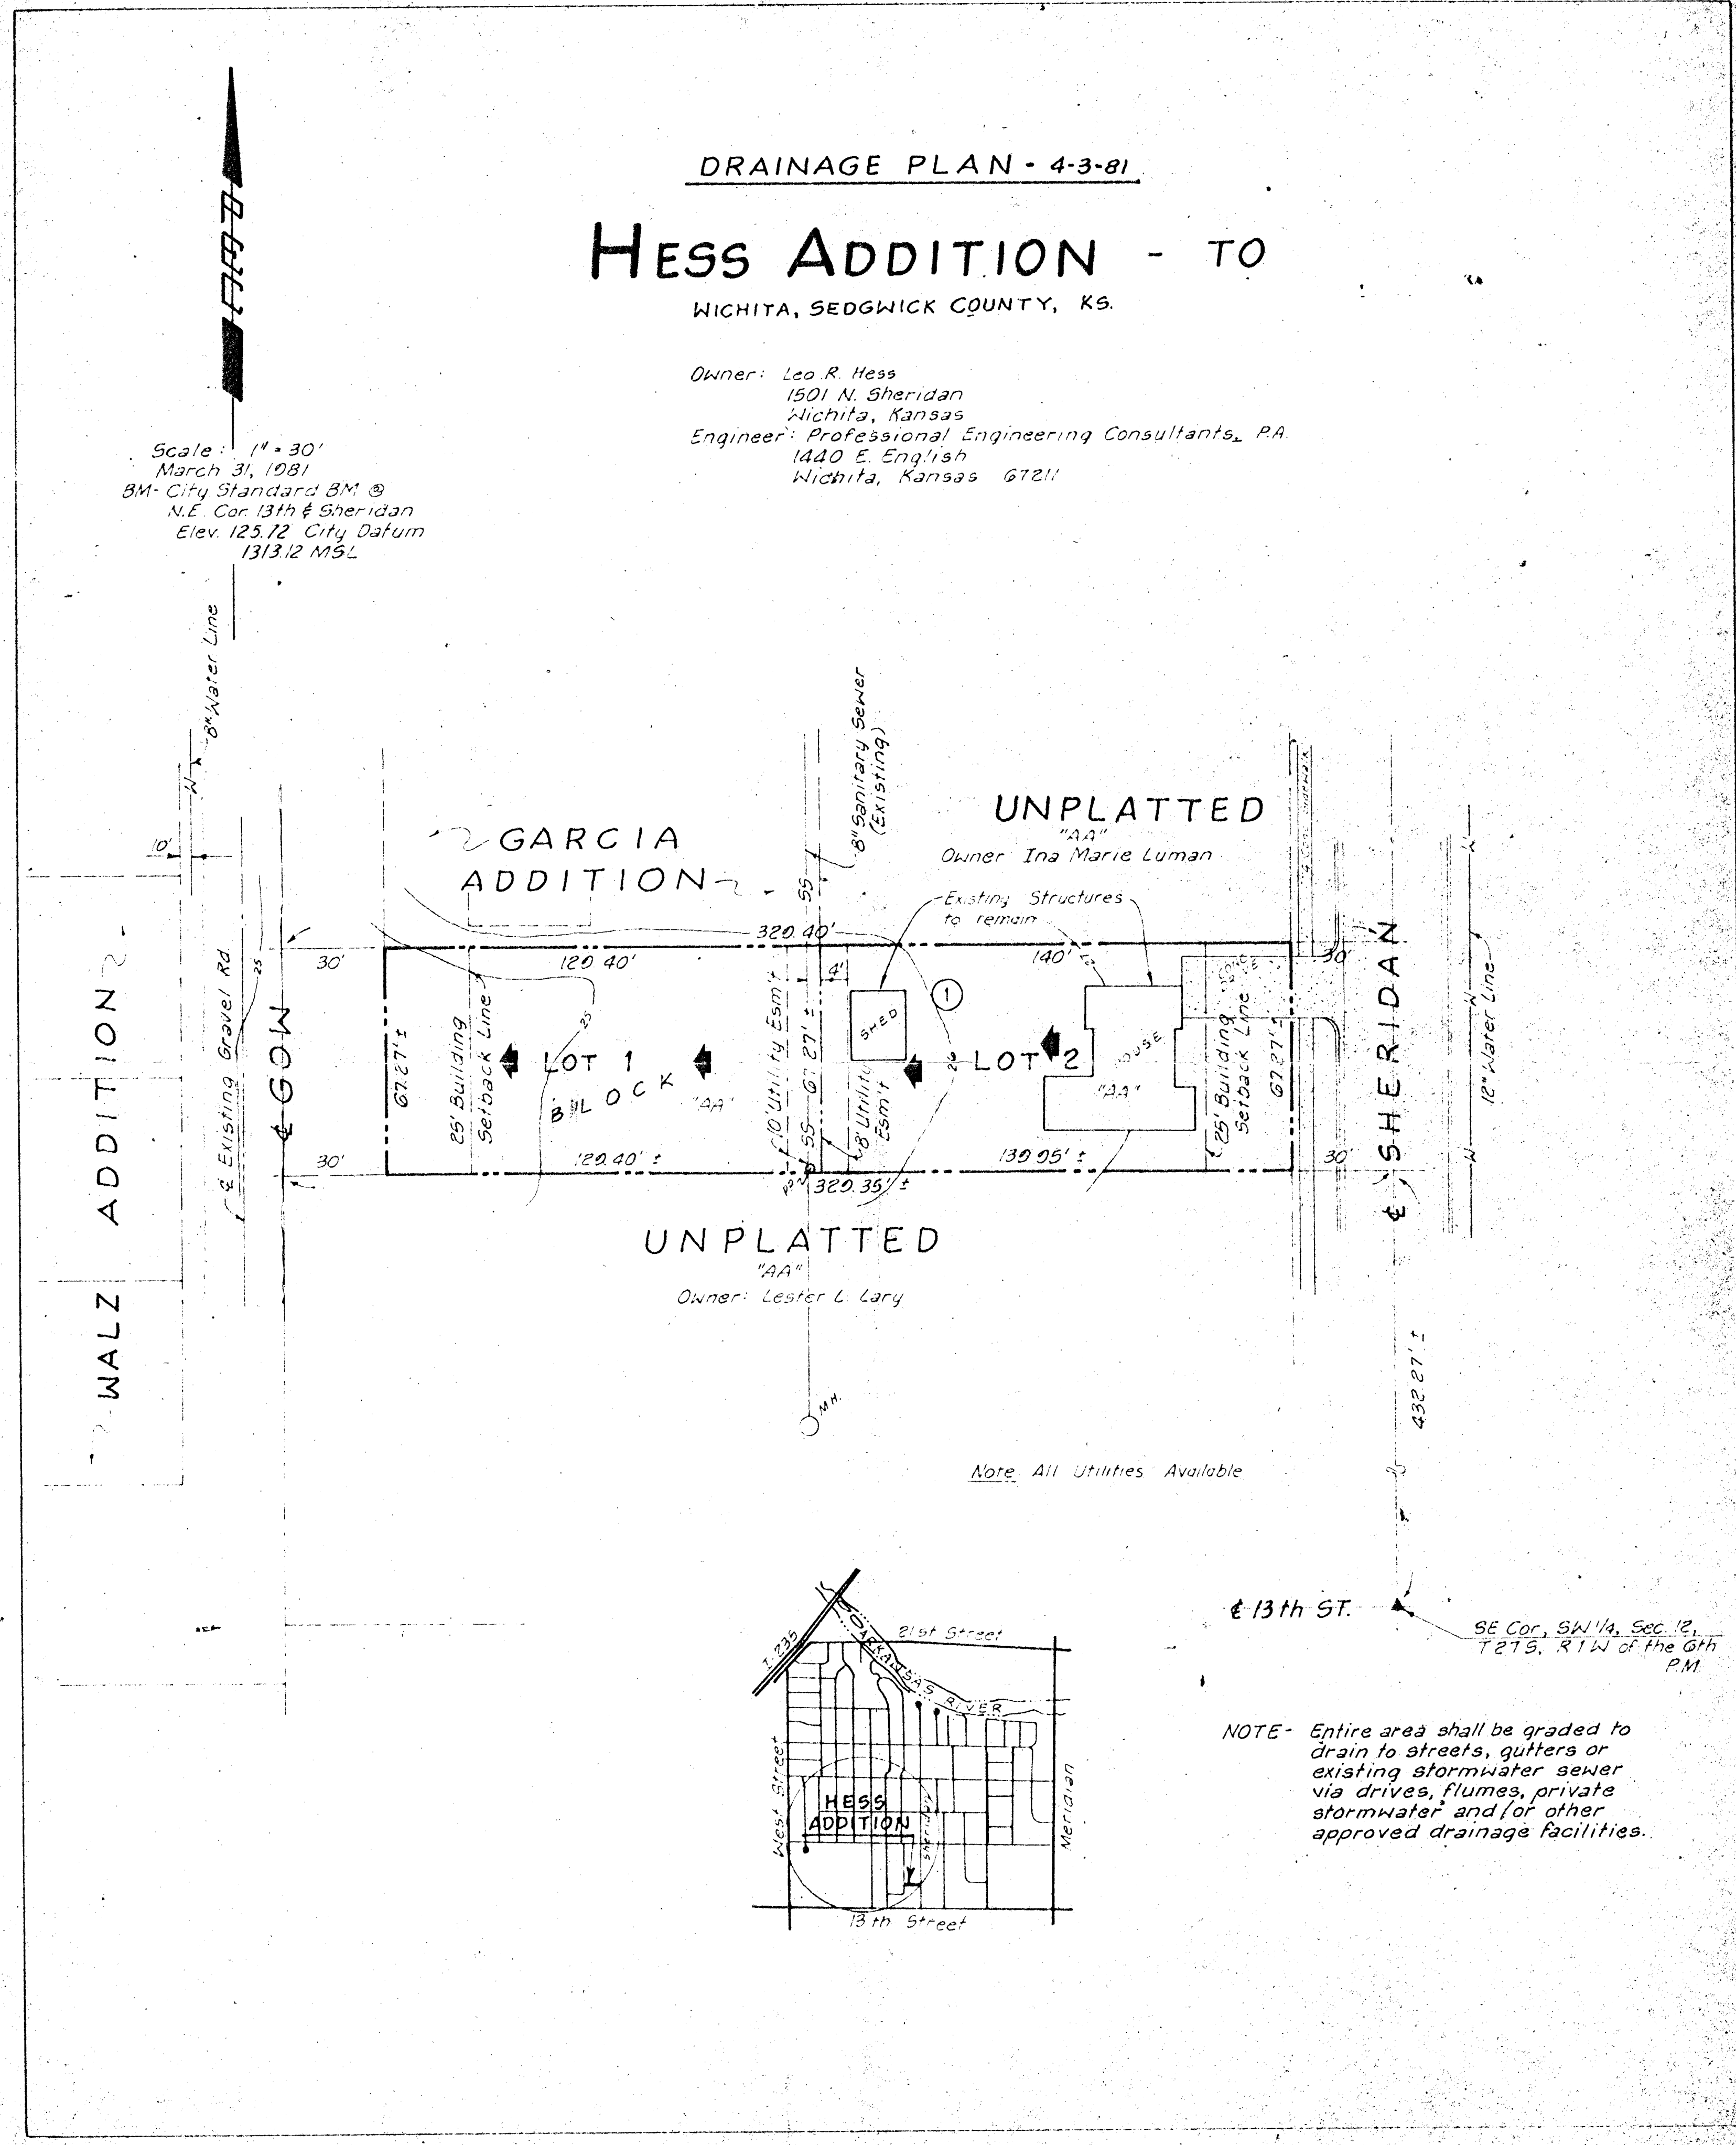 DRAINAGE PLAN - 4-3-81
HESS ADDITION - TO
WICHITA, SEDGWICK COUNTY, KS.
Owner: Leo R. Hess
1501 N. Sheridan
Wichita, Kansas
Engineer: Professional Engineering Consultants, P.A.
1440 E. English
Wichita, Kansas 67211
Scale: 1" = 30'
March 31, 1981
BM- City Standard BM @
N.E. Cor. 13th & Sheridan
Elev. 125.72 City Datum
1313.12 MSL
8" Water Line
W
10'
8" Sanitary Sewer
(Existing)
SS
GARCIA
ADDITION
UNPLATTED
"AA"
Owner: Ina Marie Luman
Existing Structures
to remain
Sidewalk
WALZ ADDITION
℄ Existing Gravel Rd
25
℄ GOW
30'
30'
320.40'
120.40'
140'
4'
30'
67.27' ±
25' Building
Setback Line
25
LOT 1
BLOCK
"AA"
10' Utility Esm't
67.27' ±
SS
8' Utility
Esm't
SHED
1
LOT 2
HOUSE
"AA"
25' Building
Setback Line
67.27' ±
30'
℄ SHERIDAN
W
12" Water Line
W
120.40' ±
139.95' ±
329.35' ±
UNPLATTED
"AA"
Owner: Lester L. Lary
M.H.
432.27' ±
Note: All Utilities Available
℄ 13th ST.
SE Cor, SW 1/4, Sec. 12,
T27S, R1W of the 6th
P.M.
I-235
21st Street
ARKANSAS RIVER
West Street
HESS
ADDITION
Sheridan
Meridian
13th Street
NOTE- Entire area shall be graded to
drain to streets, gutters or
existing stormwater sewer
via drives, flumes, private
stormwater and/or other
approved drainage facilities.